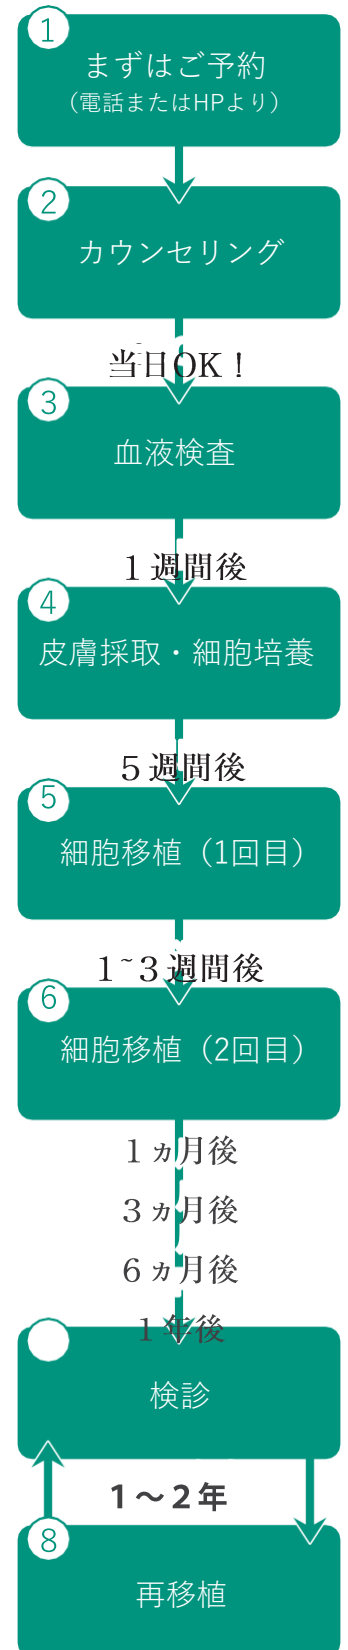 1
まずはご予約
（電話またはHPより）
2
カウンセリング
当日OK！
3
血液検査
1 週間後
4
皮膚採取・細胞培養
5 週間後
5
細胞移植（1回目）
1~3 週間後
6
細胞移植（2回目）
1 ヵ月後
3 ヵ月後
6 ヵ月後
1 年後
検診
1～2年
8
再移植